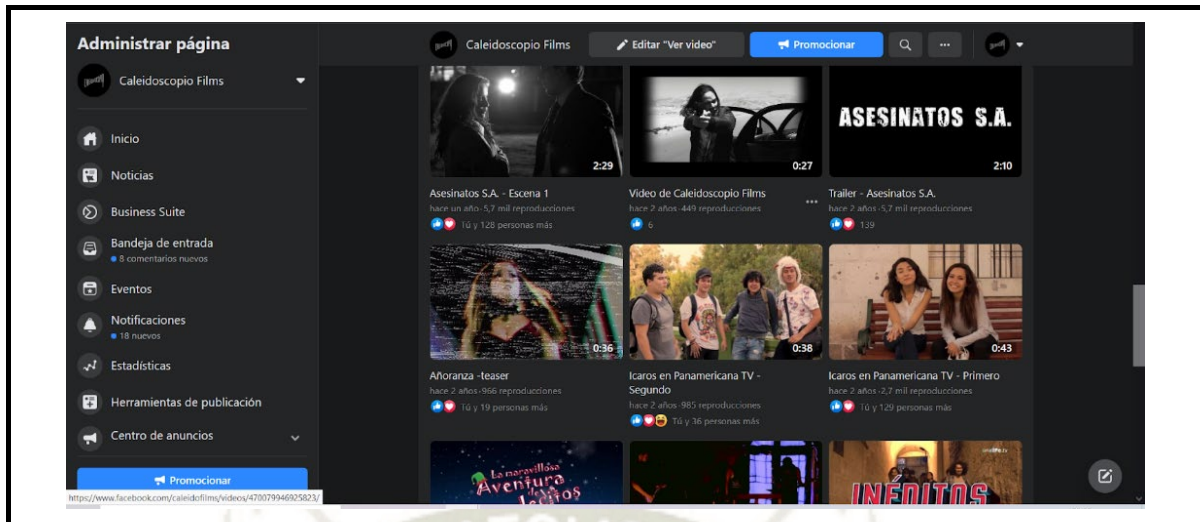 Administrar página
Caleidoscopio Films
Inicio
Noticias
Business Suite
Bandeja de entrada
8 comentarios nuevos
Eventos
Notificaciones
18 nuevos
Estadísticas
Herramientas de publicación
Centro de anuncios
Promocionar
https://www.facebook.com/caleidofilms/videos/470079946925823/
Caleidoscopio Films
Editar "Ver video"
Promocionar
2:29
0:27
ASESINATOS S.A.
2:10
Asesinatos S.A. - Escena 1
hace un año·5,7 mil reproducciones
Tú y 128 personas más
Video de Caleidoscopio Films
hace 2 años·449 reproducciones
6
Trailer - Asesinatos S.A.
hace 2 años·5,7 mil reproducciones
139
0:36
0:38
0:43
Añoranza -teaser
hace 2 años·966 reproducciones
Tú y 19 personas más
Icaros en Panamericana TV -
Segundo
hace 2 años·985 reproducciones
Tú y 36 personas más
Icaros en Panamericana TV - Primero
hace 2 años·2,7 mil reproducciones
Tú y 129 personas más
La maravillosa
Aventura
INÉDITOS